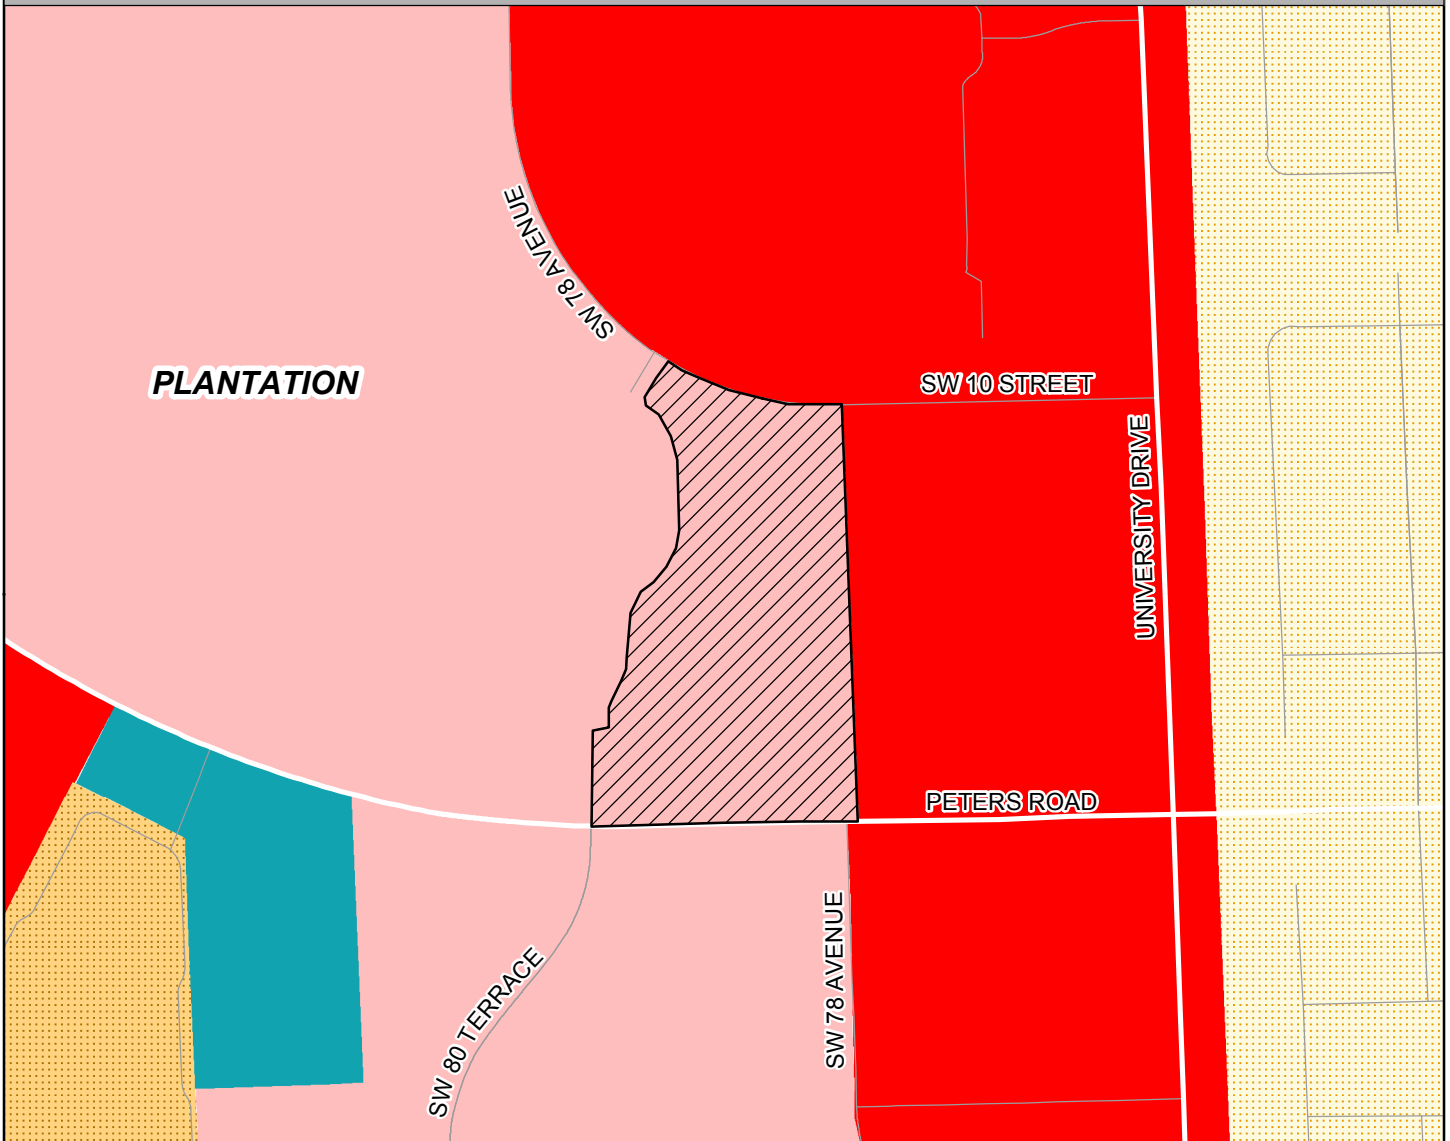 SW 78 AVENUE
PLANTATION
SW 10 STREET
UNIVERSITY DRIVE
PETERS ROAD
SW 78 AVENUE
SW 80 TERRACE